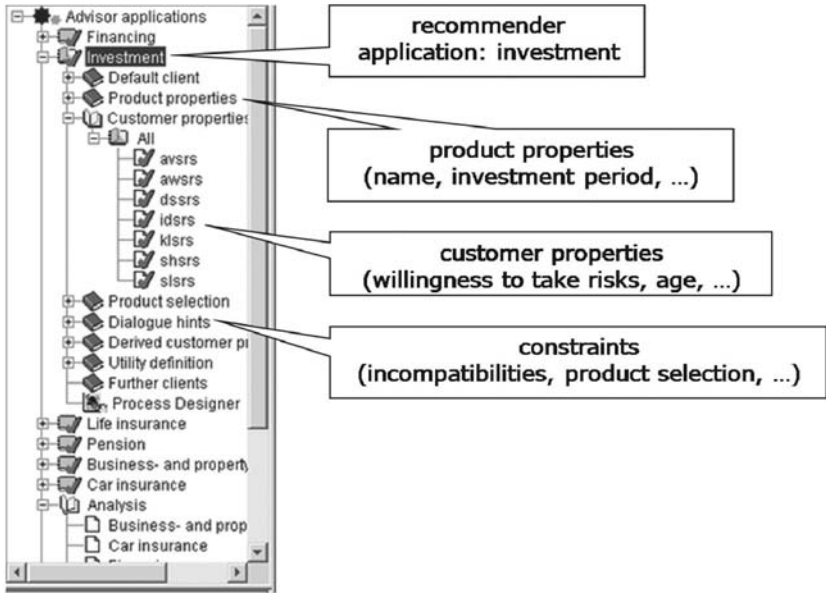 Advisor applications
Financing
Investment
Default client
Product properties
Customer properties
All
avsrs
awsrs
dssrs
idsrs
klsrs
shsrs
slsrs
Product selection
Dialogue hints
Derived customer pr
Utility definition
Further clients
Process Designer
Life insurance
Pension
Business- and property
Car insurance
Analysis
Business- and prop
Car insurance
recommender
application: investment
product properties
(name, investment period, ...)
customer properties
(willingness to take risks, age, ...)
constraints
(incompatibilities, product selection, ...)